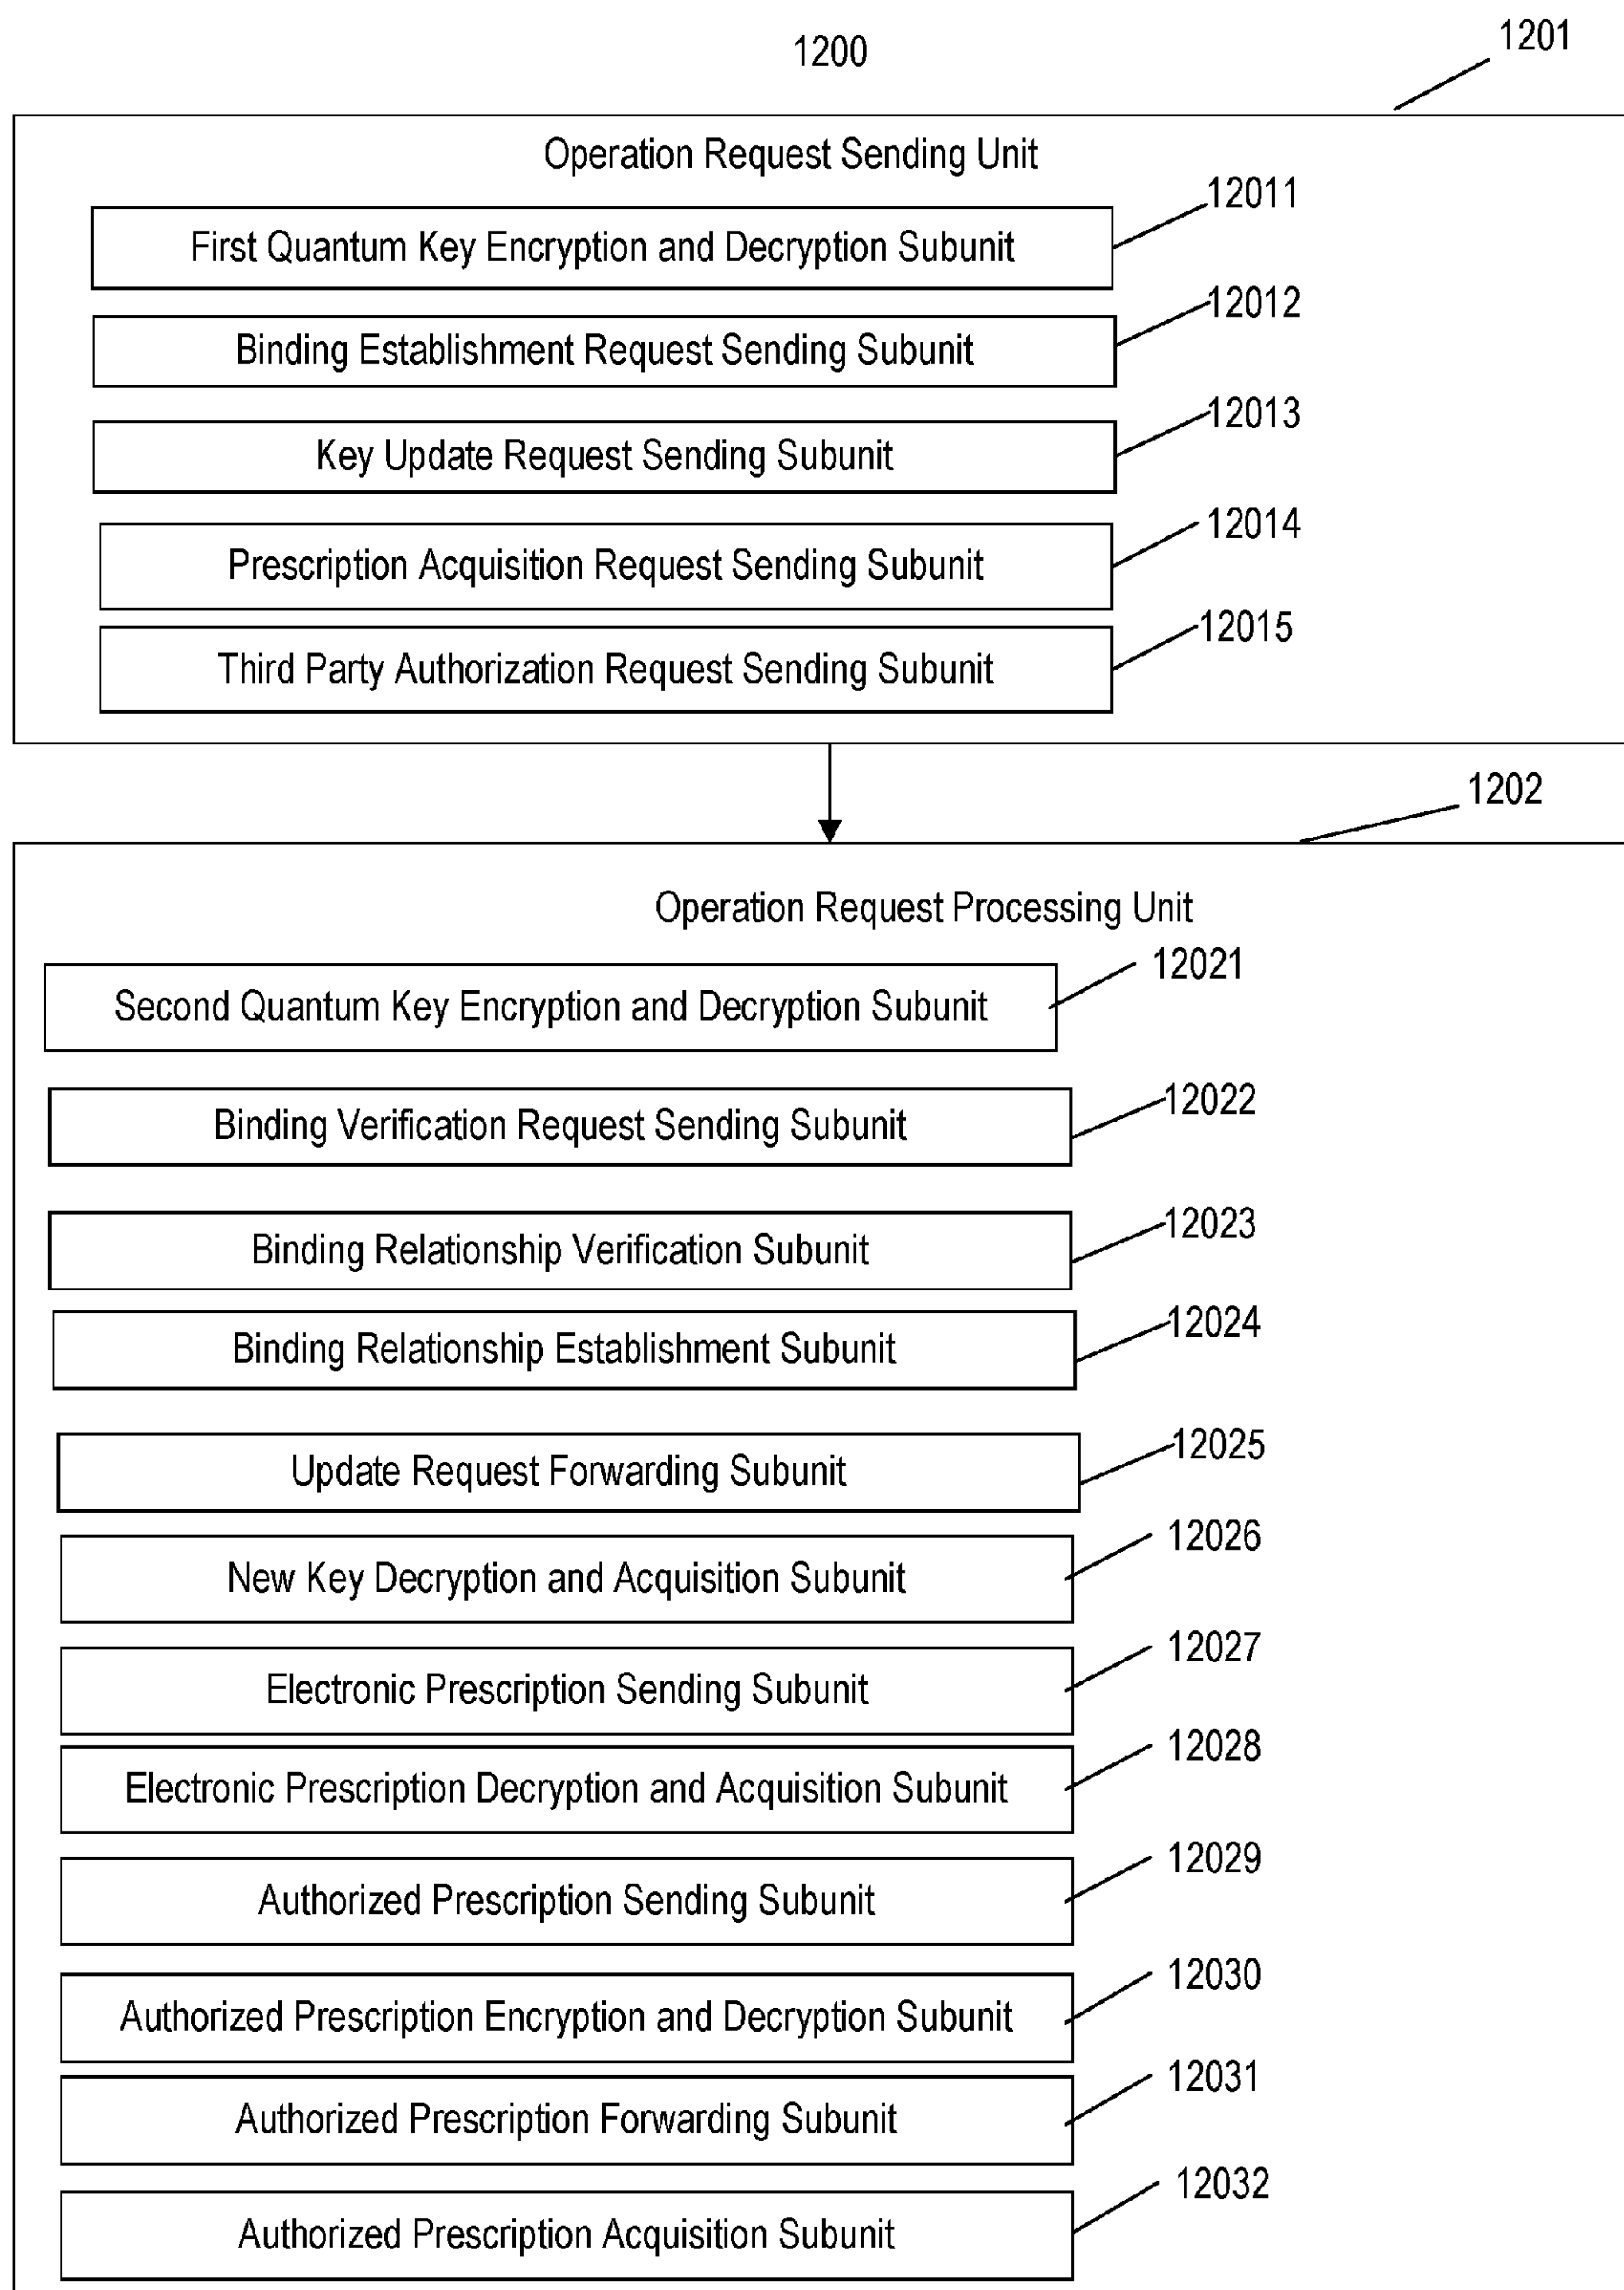 1200
1201
Operation Request Sending Unit
12011
First Quantum Key Encryption and Decryption Subunit
12012
Binding Establishment Request Sending Subunit
12013
Key Update Request Sending Subunit
12014
Prescription Acquisition Request Sending Subunit
12015
Third Party Authorization Request Sending Subunit
1202
Operation Request Processing Unit
12021
Second Quantum Key Encryption and Decryption Subunit
12022
Binding Verification Request Sending Subunit
12023
Binding Relationship Verification Subunit
12024
Binding Relationship Establishment Subunit
12025
Update Request Forwarding Subunit
12026
New Key Decryption and Acquisition Subunit
12027
Electronic Prescription Sending Subunit
12028
Electronic Prescription Decryption and Acquisition Subunit
12029
Authorized Prescription Sending Subunit
12030
Authorized Prescription Encryption and Decryption Subunit
12031
Authorized Prescription Forwarding Subunit
12032
Authorized Prescription Acquisition Subunit